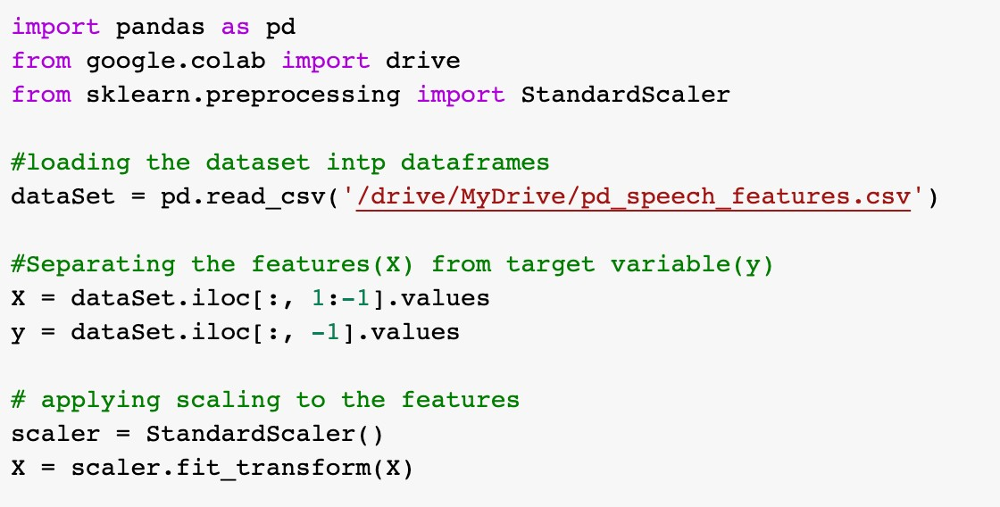 import pandas as pd
from google.colab import drive
from sklearn.preprocessing import StandardScaler
#loading the dataset intp dataframes
dataSet = pd.read_csv('/drive/MyDrive/pd_speech_features.csv')
#Separating the features(X) from target variable(y)
X = dataSet.iloc[:, 1:-1].values
y = dataSet.iloc[:, -1].values
# applying scaling to the features
scaler = StandardScaler()
X = scaler.fit_transform(X)